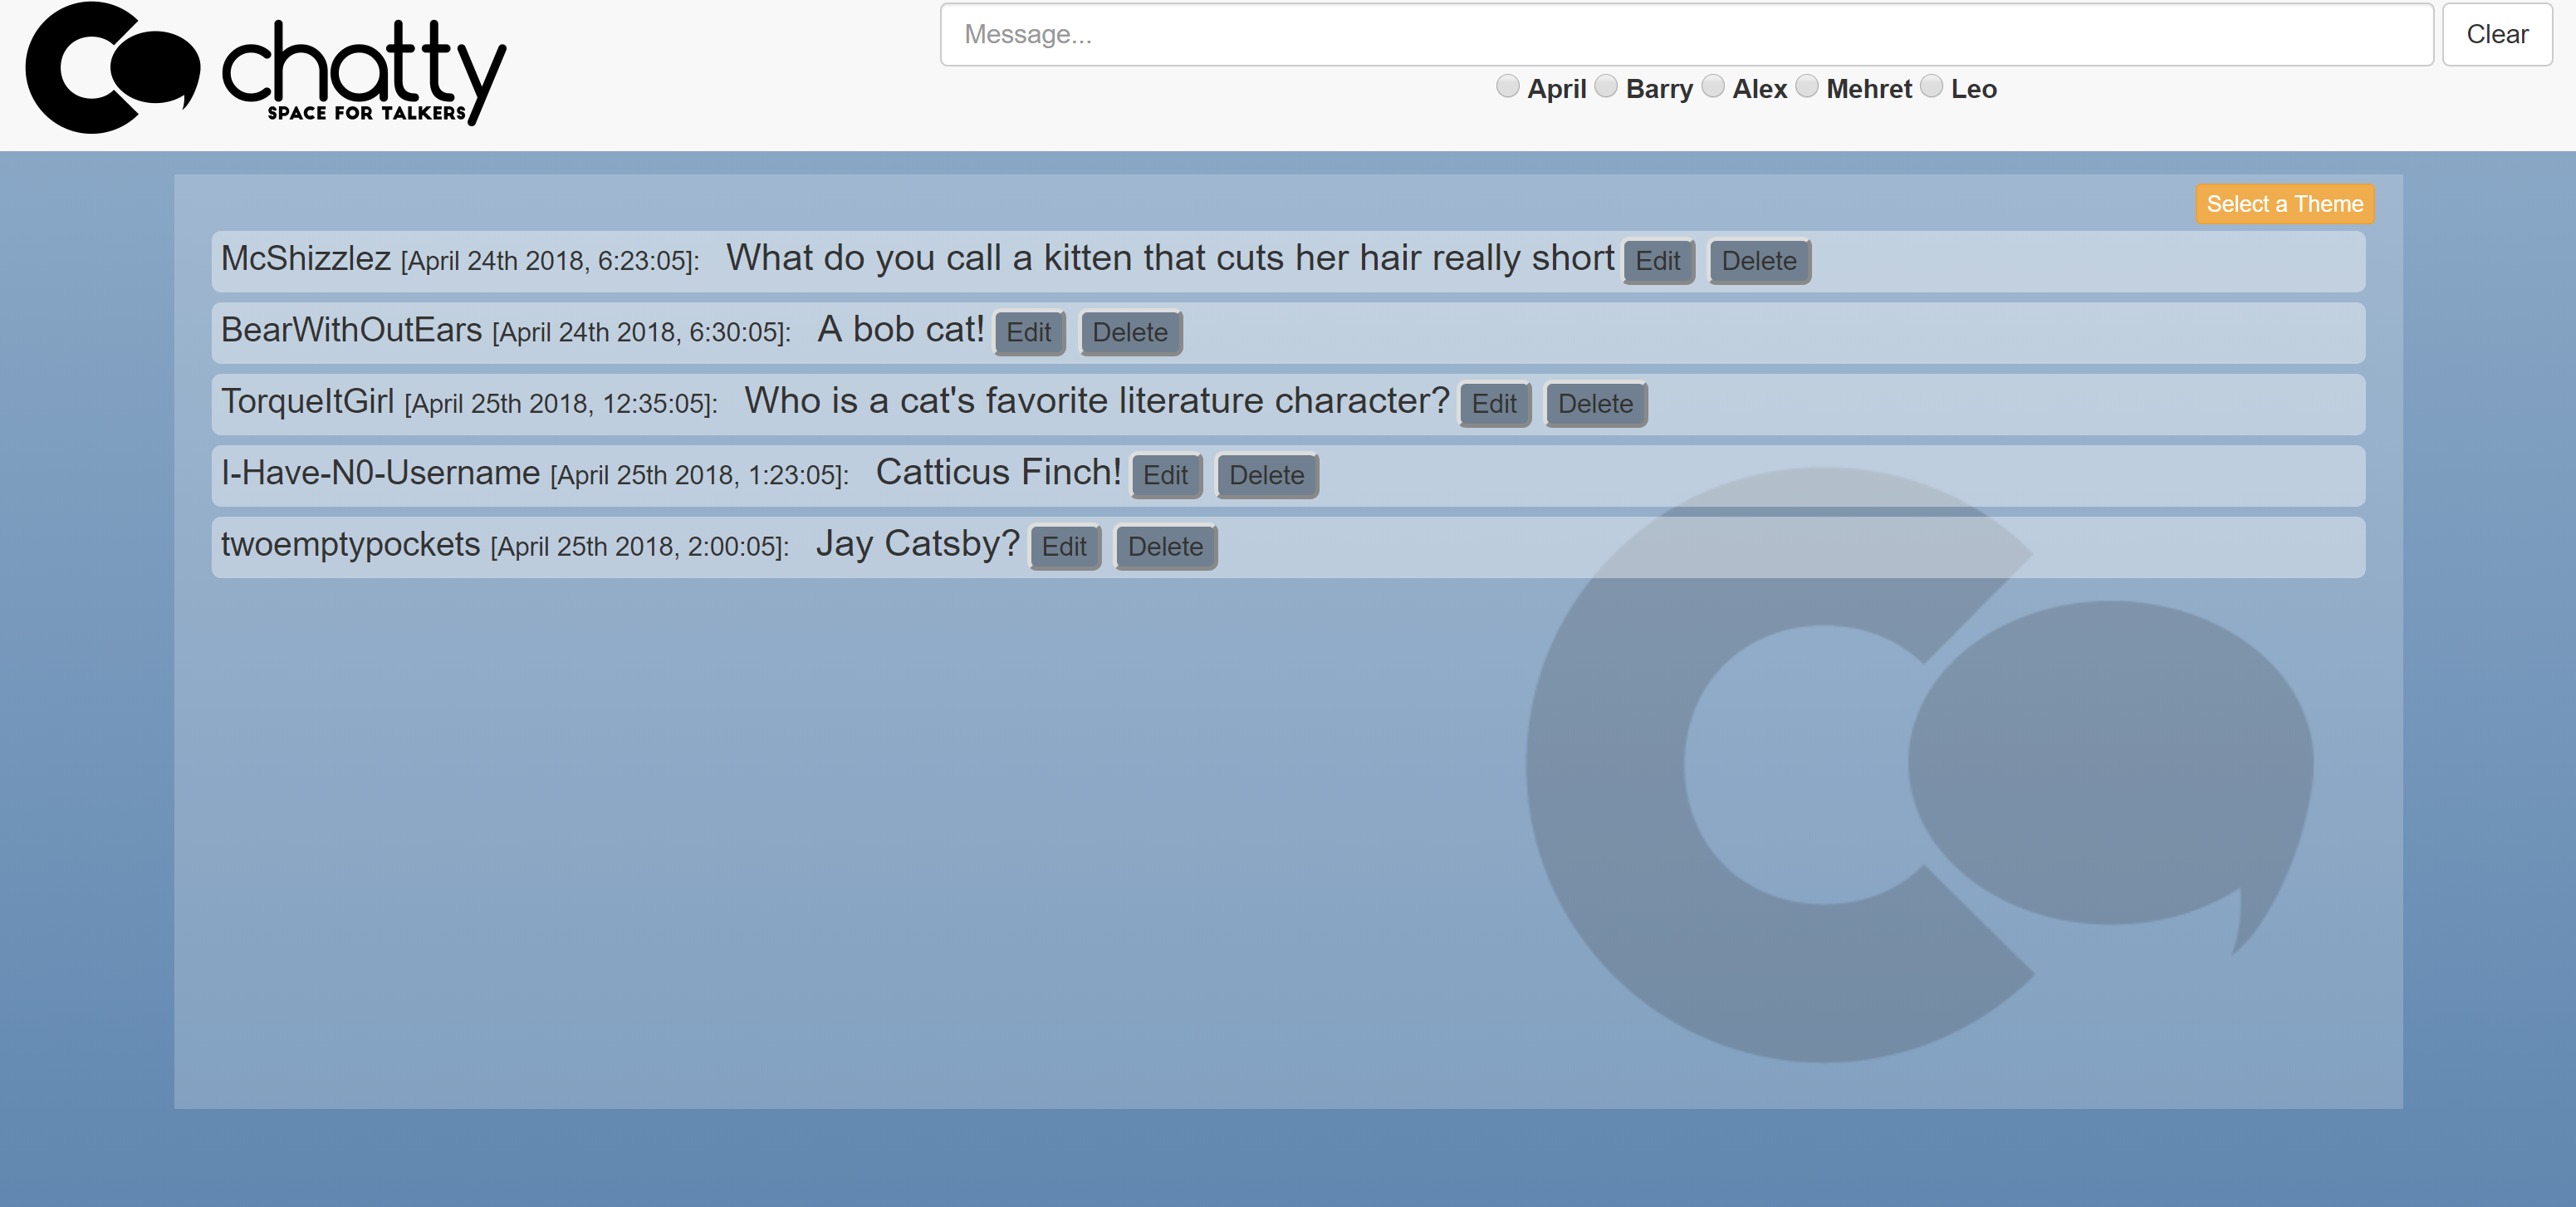 chatty
SPACE FOR TALKERS
Message...
Clear
April Barry Alex Mehret Leo
Select a Theme
McShizzlez [April 24th 2018, 6:23:05]: What do you call a kitten that cuts her hair really short Edit Delete
BearWithOutEars [April 24th 2018, 6:30:05]: A bob cat! Edit Delete
TorqueItGirl [April 25th 2018, 12:35:05]: Who is a cat's favorite literature character? Edit Delete
I-Have-N0-Username [April 25th 2018, 1:23:05]: Catticus Finch! Edit Delete
twoemptypockets [April 25th 2018, 2:00:05]: Jay Catsby? Edit Delete